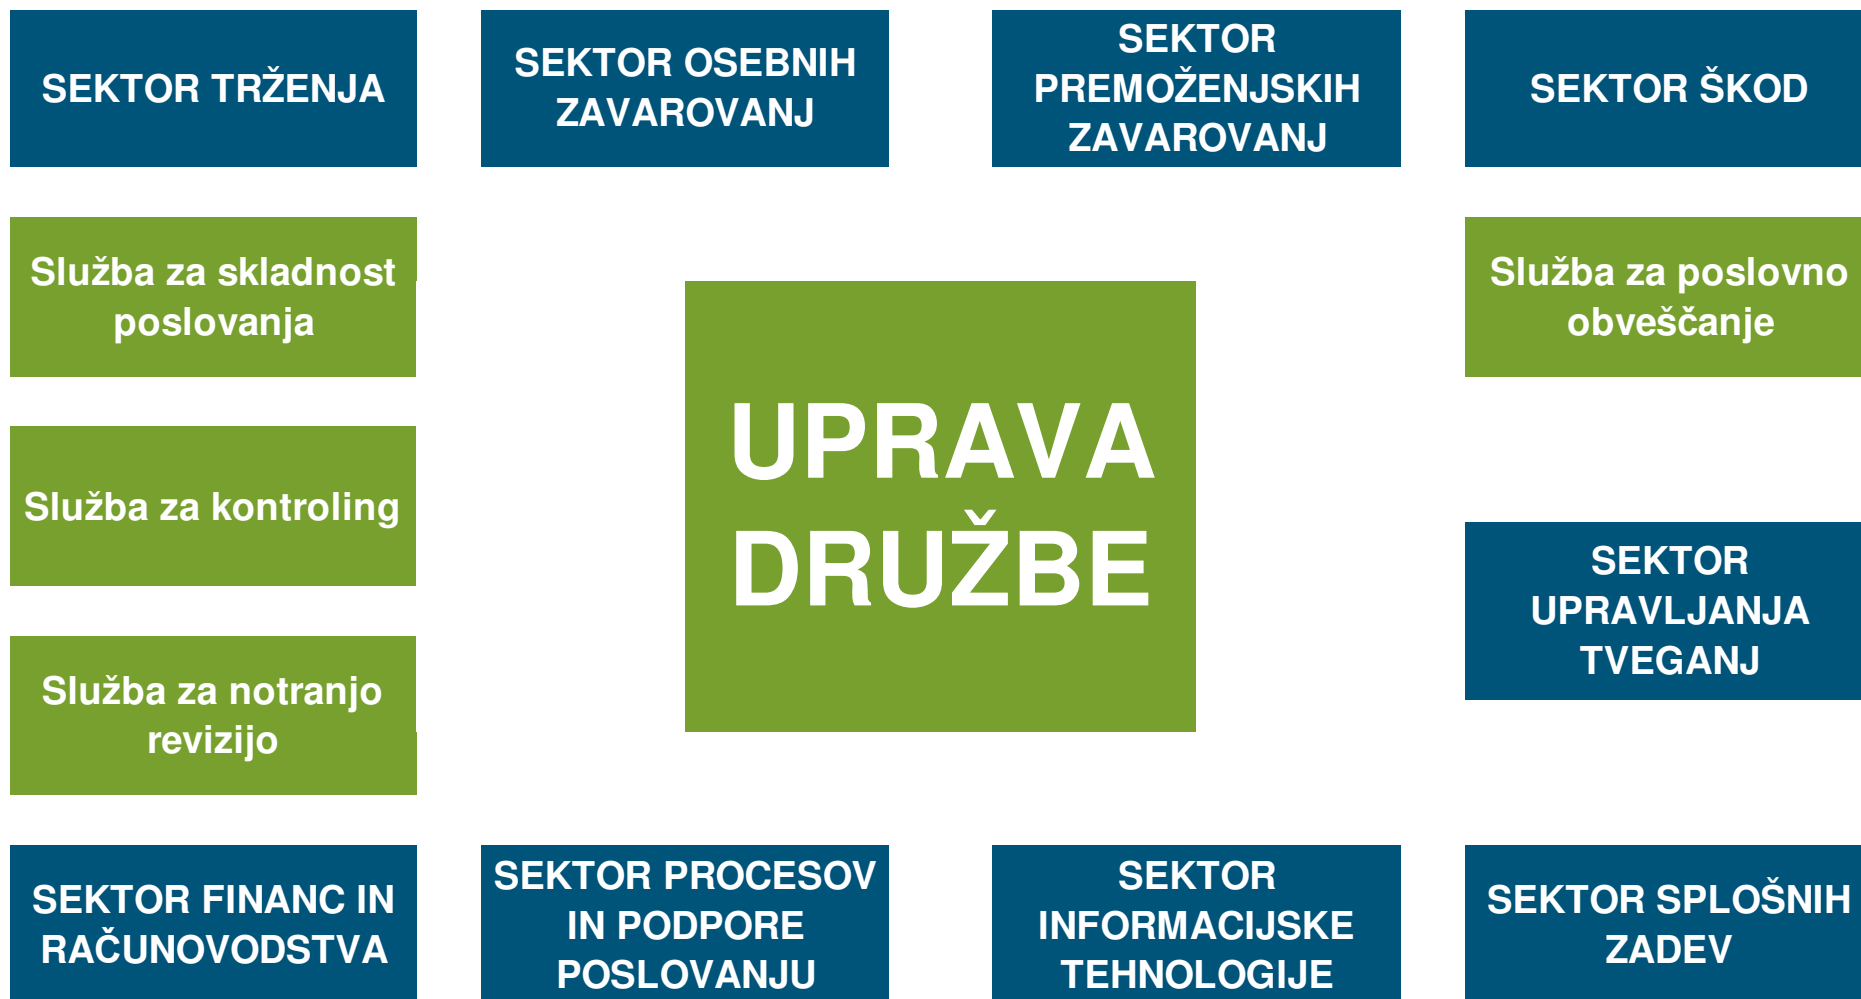 SEKTOR TRŽENJA
SEKTOR OSEBNIH
ZAVAROVANJ
SEKTOR
PREMOŽENJSKIH
ZAVAROVANJ
SEKTOR ŠKOD
Služba za skladnost
poslovanja
Služba za poslovno
obveščanje
UPRAVA
DRUŽBE
Služba za kontroling
SEKTOR
UPRAVLJANJA
TVEGANJ
Služba za notranjo
revizijo
SEKTOR FINANC IN
RAČUNOVODSTVA
SEKTOR PROCESOV
IN PODPORE
POSLOVANJU
SEKTOR
INFORMACIJSKE
TEHNOLOGIJE
SEKTOR SPLOŠNIH
ZADEV